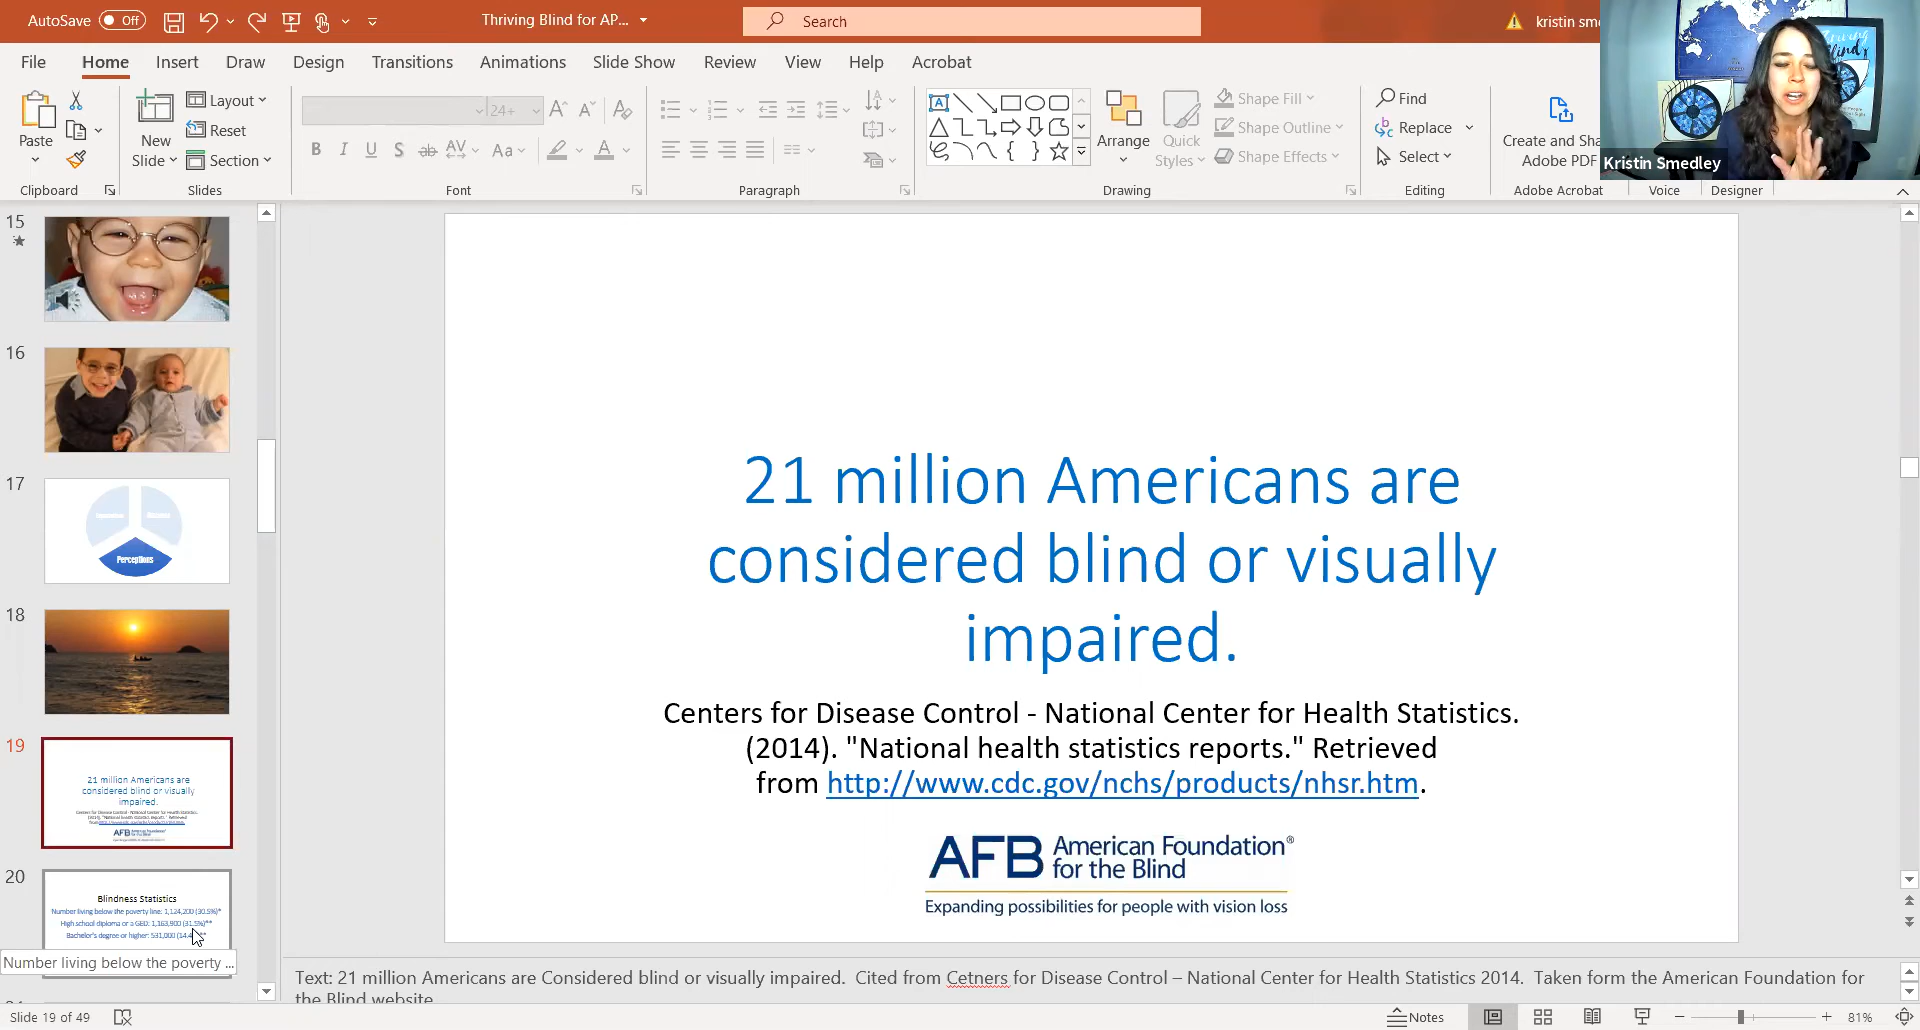 AutoSave Off
Thriving Blind for AP...
Search
kristin sme
File Home Insert Draw Design Transitions Animations Slide Show Review View Help Acrobat
Paste
New
Slide
Layout
Reset
Section
24+
B I U S ab AV Aa A
Arrange
Quick
Styles
Shape Fill
Shape Outline
Shape Effects
Find
Replace
Select
Create and Sha
Adobe PDF
Kristin Smedley
Clipboard Slides Font Paragraph Drawing Editing Adobe Acrobat Voice Designer
15
16
17
Perceptions
18
19
21 million Americans are
considered blind or visually
impaired.
Centers for Disease Control - National Center for Health Statistics.
(2014). "National health statistics reports." Retrieved
from http://www.cdc.gov/nchs/products/nhsr.htm.
AFB American Foundation
for the Blind
20
Blindness Statistics
Number living below the poverty line: 1,124,200 (30.5%)*
High school diploma or a GED: 1,163,900 (31.5%)**
Bachelor's degree or higher: 531,000 (14.4
Number living below the poverty ...
21 million Americans are
considered blind or visually
impaired.
Centers for Disease Control - National Center for Health Statistics.
(2014). "National health statistics reports." Retrieved
from http://www.cdc.gov/nchs/products/nhsr.htm.
AFB American Foundation®
for the Blind
Expanding possibilities for people with vision loss
Text: 21 million Americans are Considered blind or visually impaired. Cited from Cetners for Disease Control – National Center for Health Statistics 2014. Taken form the American Foundation for
the Blind website
Slide 19 of 49
Notes
81%